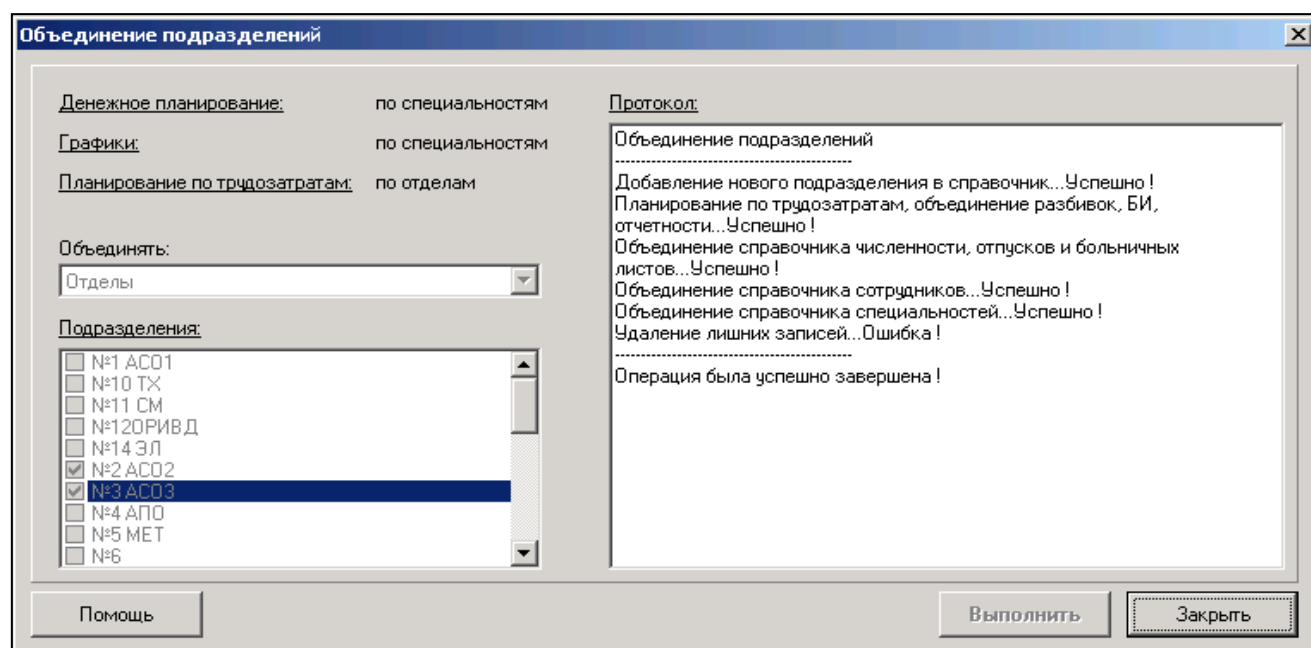 Объединение подразделений
Денежное планирование: по специальностям
Графики: по специальностям
Планирование по трудозатратам: по отделам
Объединять:
Отделы
Подразделения:
№1 АСО1
№10 ТХ
№11 СМ
№12ОРИВД
№14 ЭЛ
№2 АСО2
№3 АСО3
№4 АПО
№5 МЕТ
№6
Протокол:
Объединение подразделений
---------------------------------------------
Добавление нового подразделения в справочник...Успешно !
Планирование по трудозатратам, объединение разбивок, БИ,
отчетности...Успешно !
Объединение справочника численности, отпусков и больничных
листов...Успешно !
Объединение справочника сотрудников...Успешно !
Объединение справочника специальностей...Успешно !
Удаление лишних записей...Ошибка !
---------------------------------------------
Операция была успешно завершена !
Помощь
Выполнить
Закрыть